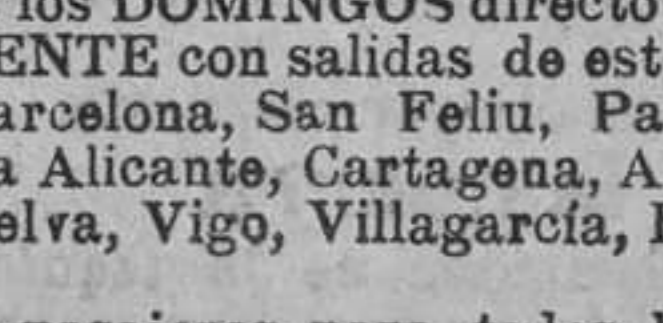 los DOMINGOS directo
ENTE con salidas de est
arcelona, San Feliu, Pa
a Alicante, Cartagena, A
elva, Vigo, Villagarcía,